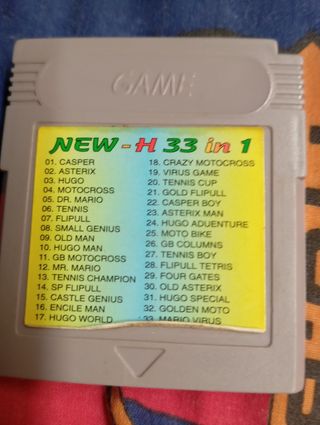 GAME
NEW - H 33 in 1
01. CASPER
02. ASTERIX
03. HUGO
04. MOTOCROSS
05. DR. MARIO
06. TENNIS
07. FLIPULL
08. SMALL GENIUS
09. OLD MAN
10. HUGO MAN
11. GB MOTOCROSS
12. MR. MARIO
13. TENNIS CHAMPION
14. SP FLIPULL
15. CASTLE GENIUS
16. ENCILE MAN
17. HUGO WORLD
18. CRAZY MOTOCROSS
19. VIRUS GAME
20. TENNIS CUP
21. GOLD FLIPULL
22. CASPER BOY
23. ASTERIX MAN
24. HUGO ADUENTURE
25. MOTO BIKE
26. GB COLUMNS
27. TENNIS BOY
28. FLIPULL TETRIS
29. FOUR GATES
30. OLD ASTERIX
31. HUGO SPECIAL
32. GOLDEN MOTO
33. MARIO VIRUS